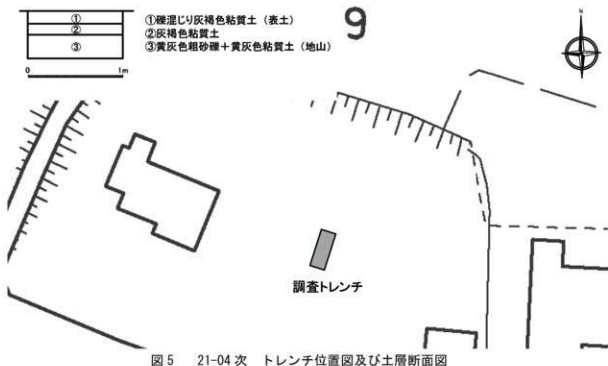 ①
②
③
①礫混じり灰褐色粘質土（表土）
②灰褐色粘質土
③黄灰色粗砂礫＋黄灰色粘質土（地山）
0 1m
9
N
調査トレンチ
図５ 21-04 次 トレンチ位置図及び土層断面図